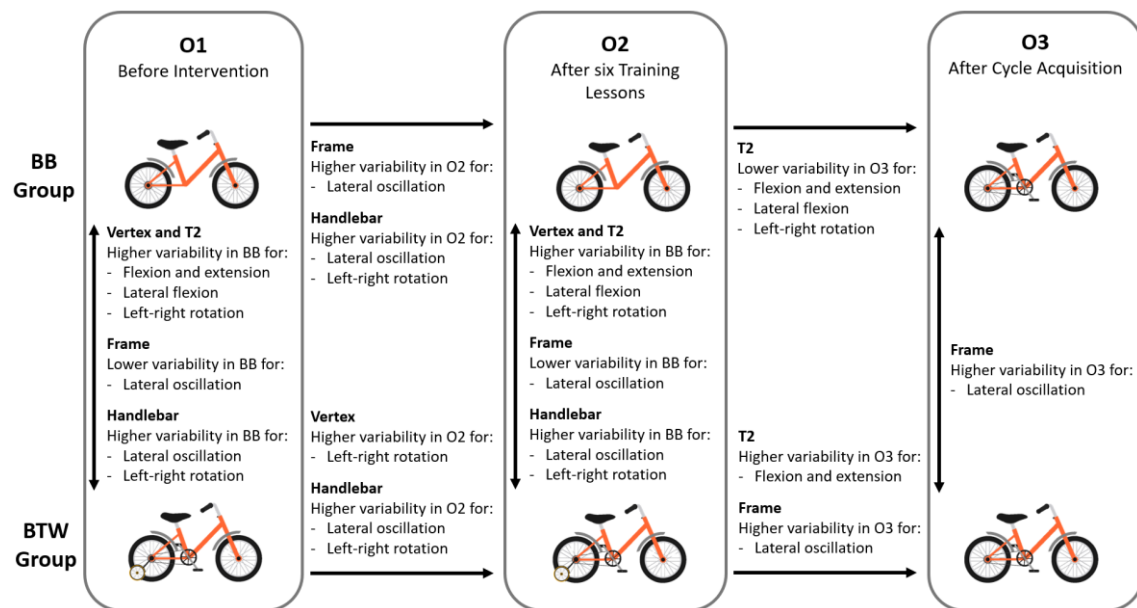 O1
Before Intervention
O2
After six Training
Lessons
O3
After Cycle Acquisition
BB
Group
Frame
Higher variability in O2 for:
- Lateral oscillation
Handlebar
Higher variability in O2 for:
- Lateral oscillation
- Left-right rotation
T2
Lower variability in O3 for:
- Flexion and extension
- Lateral flexion
- Left-right rotation
Vertex and T2
Higher variability in BB for:
- Flexion and extension
- Lateral flexion
- Left-right rotation
Frame
Lower variability in BB for:
- Lateral oscillation
Handlebar
Higher variability in BB for:
- Lateral oscillation
- Left-right rotation
Vertex and T2
Higher variability in BB for:
- Flexion and extension
- Lateral flexion
- Left-right rotation
Frame
Lower variability in BB for:
- Lateral oscillation
Handlebar
Higher variability in BB for:
- Lateral oscillation
- Left-right rotation
Frame
Higher variability in O3 for:
- Lateral oscillation
Vertex
Higher variability in O2 for:
- Left-right rotation
Handlebar
Higher variability in O2 for:
- Lateral oscillation
- Left-right rotation
T2
Higher variability in O3 for:
- Flexion and extension
Frame
Higher variability in O3 for:
- Lateral oscillation
BTW
Group